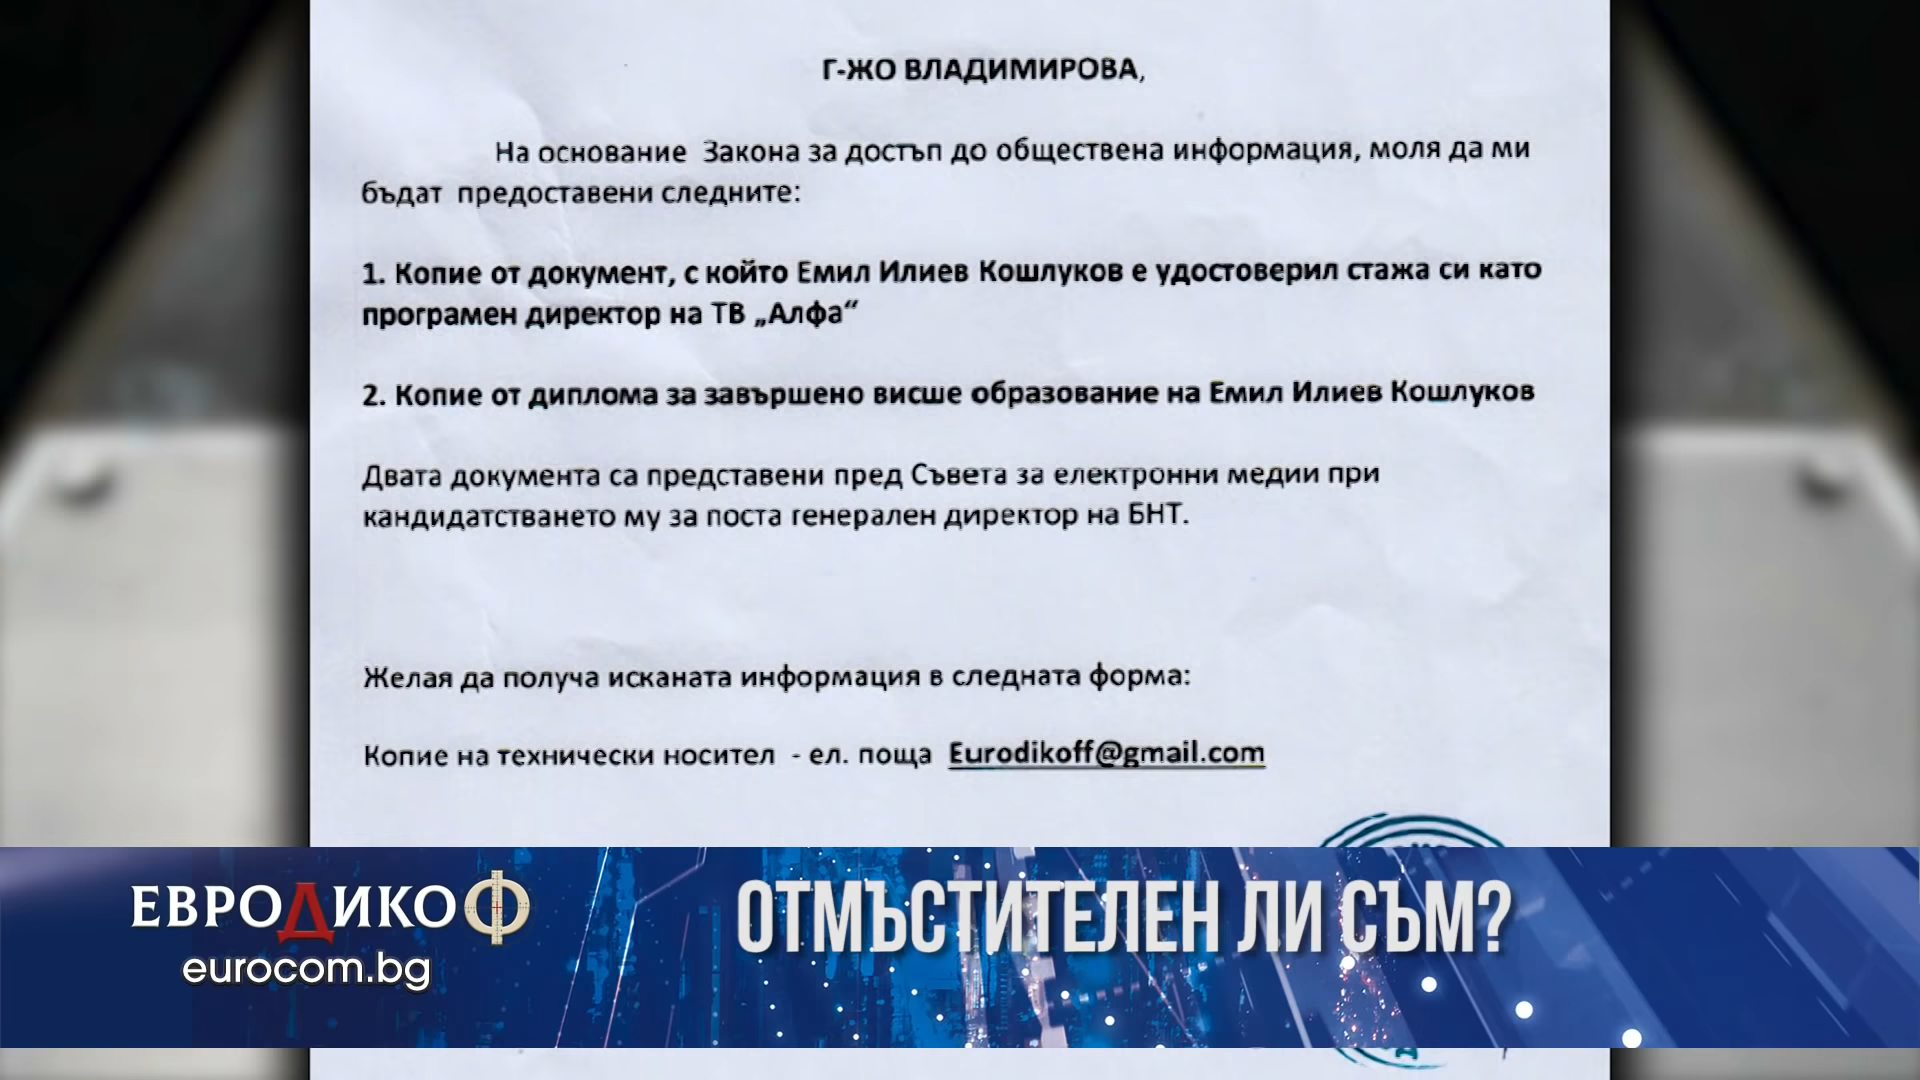 Г-ЖО ВЛАДИМИРОВА,
На основание Закона за достъп до обществена информация, моля да ми
бъдат предоставени следните:
1. Копие от документ, с който Емил Илиев Кошлуков е удостоверил стажа си като
програмен директор на ТВ „Алфа“
2. Копие от диплома за завършено висше образование на Емил Илиев Кошлуков
Двата документа са представени пред Съвета за електронни медии при
кандидатстването му за поста генерален директор на БНТ.
Желая да получа исканата информация в следната форма:
Копие на технически носител - ел. поща Eurodikoff@gmail.com
ЕВРОДИКОФ
eurocom.bg
ОТМЪСТИТЕЛЕН ЛИ СЪМ?